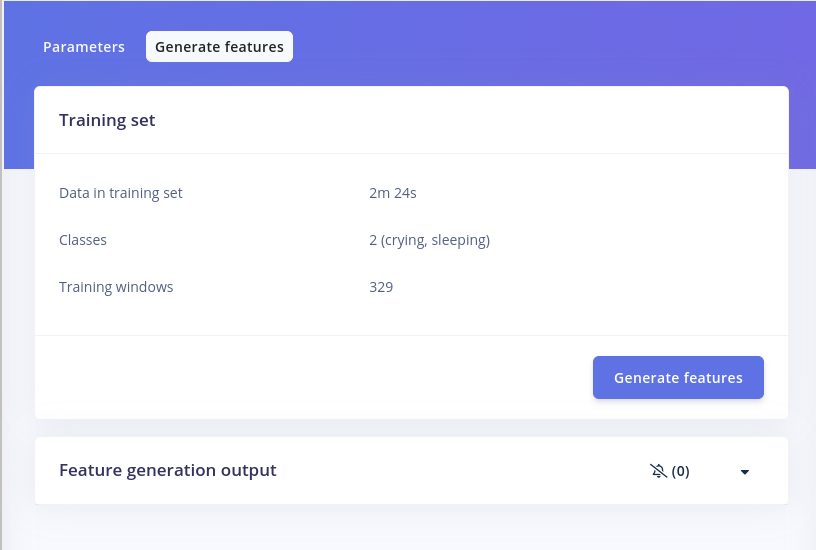 Parameters Generate features
Training set
Data in training set 2m 24s
Classes 2 (crying, sleeping)
Training windows 329
Generate features
Feature generation output (0)